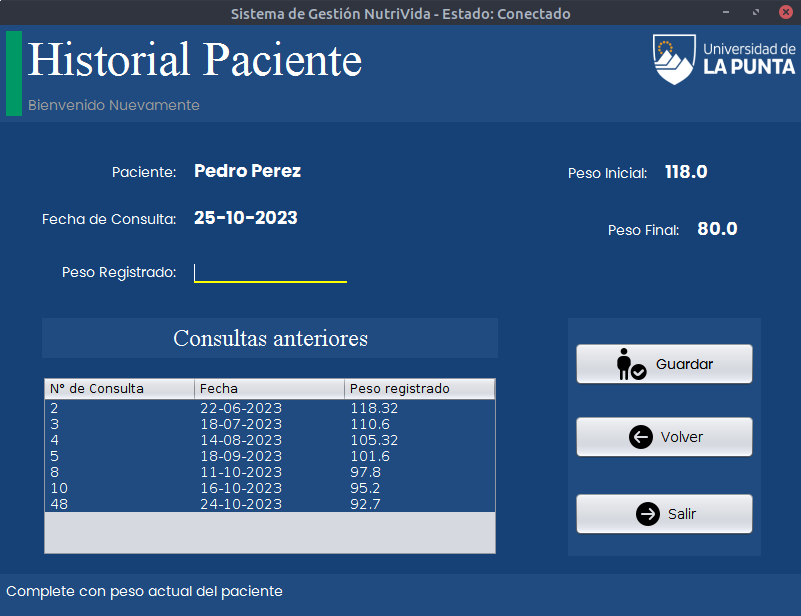 Sistema de Gestión NutriVida - Estado: Conectado
Historial Paciente
Bienvenido Nuevamente
Universidad de
LA PUNTA
Paciente: Pedro Perez
Peso Inicial: 118.0
Fecha de Consulta: 25-10-2023
Peso Final: 80.0
Peso Registrado:
Consultas anteriores
N° de Consulta Fecha Peso registrado
2 22-06-2023 118.32
3 18-07-2023 110.6
4 14-08-2023 105.32
5 18-09-2023 101.6
8 11-10-2023 97.8
10 16-10-2023 95.2
48 24-10-2023 92.7
Guardar
Volver
Salir
Complete con peso actual del paciente